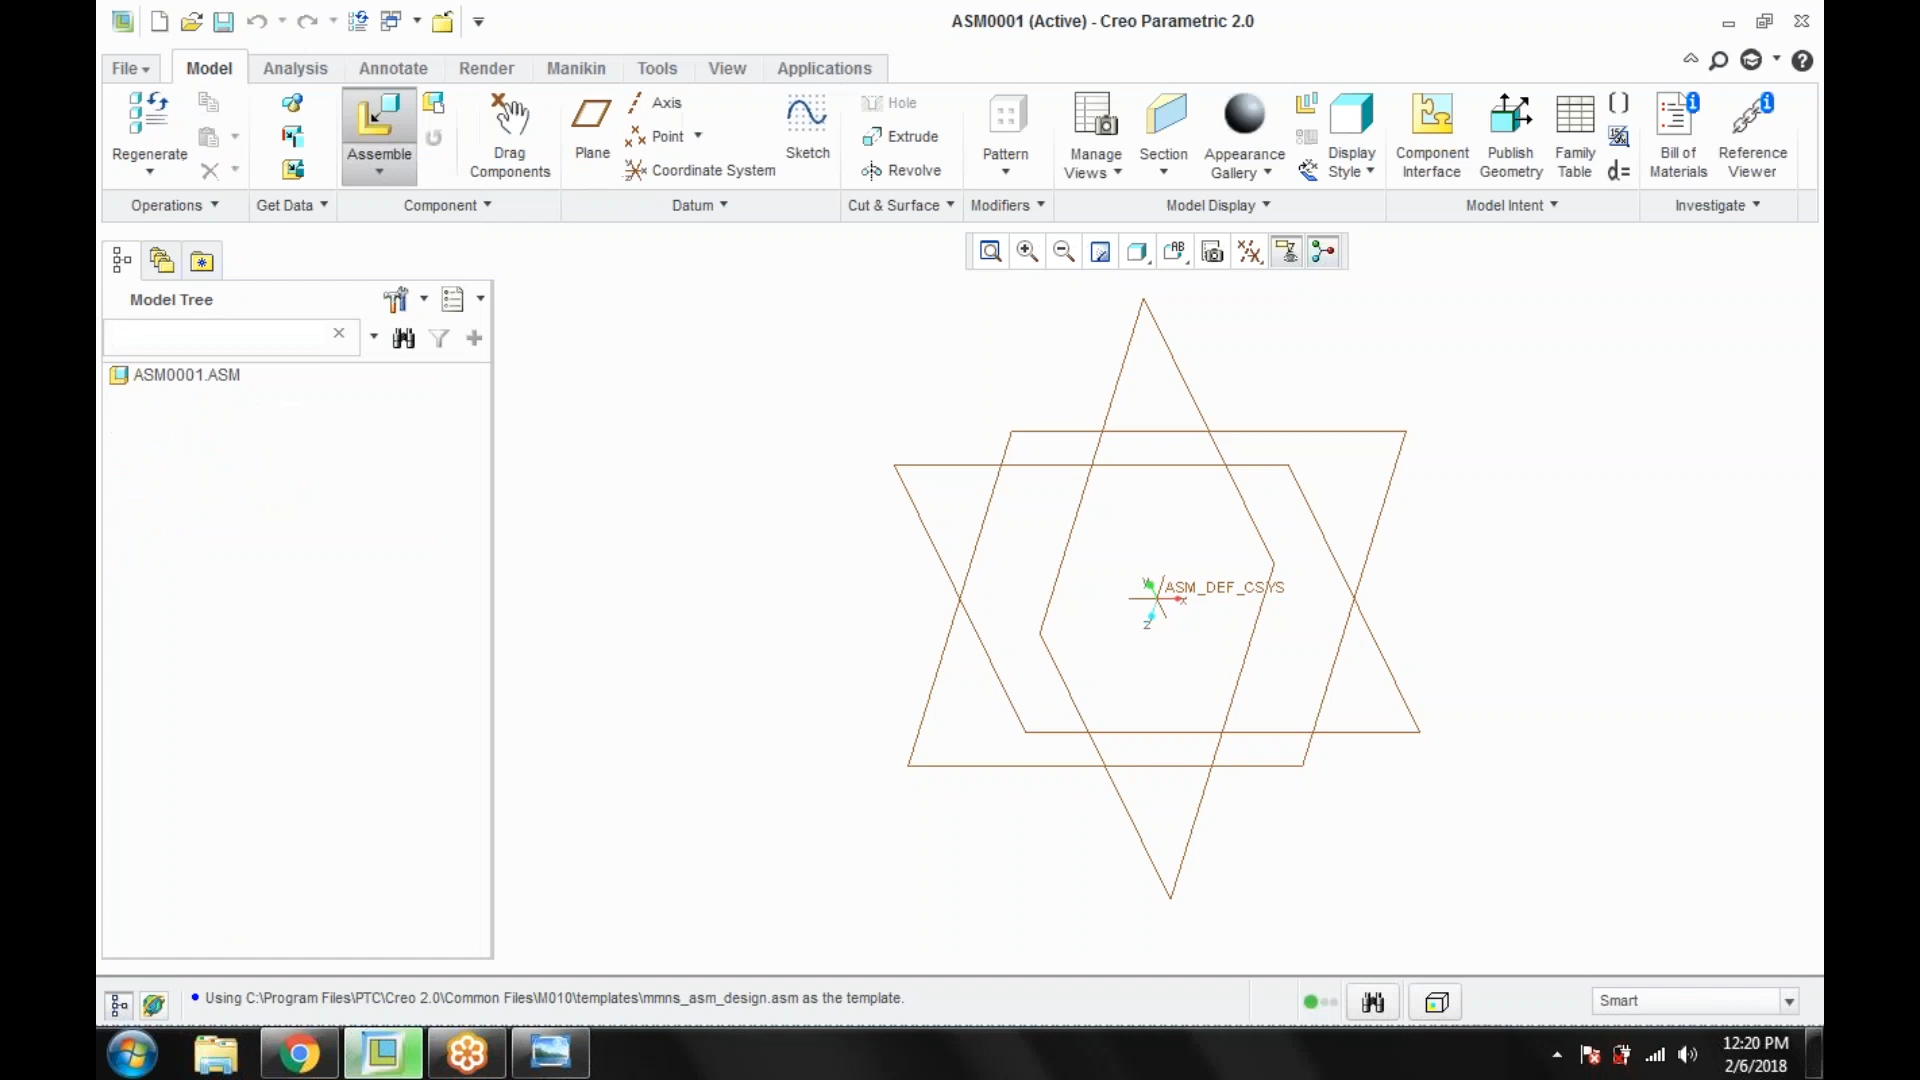 ASM0001 (Active) - Creo Parametric 2.0
File Model Analysis Annotate Render Manikin Tools View Applications
Regenerate
Assemble
Drag Components
Plane
Axis
Point
Coordinate System
Sketch
Hole
Extrude
Revolve
Pattern
Manage Views
Section
Appearance Gallery
Display Style
Component Interface
Publish Geometry
Family Table
d=
Bill of Materials
Reference Viewer
Operations Get Data Component Datum Cut & Surface Modifiers Model Display Model Intent Investigate
Model Tree
ASM0001.ASM
ASM_DEF_CSYS
Y
X
Z
Using C:\Program Files\PTC\Creo 2.0\Common Files\M010\templates\mmns_asm_design.asm as the template.
Smart
12:20 PM
2/6/2018